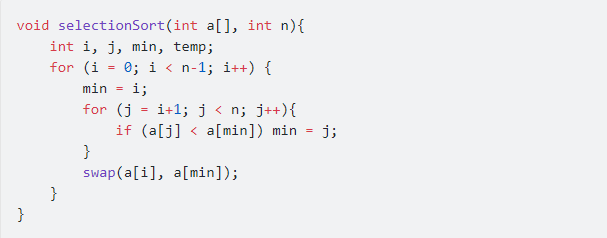 void selectionSort(int a[], int n){
    int i, j, min, temp;
    for (i = 0; i < n-1; i++) {
        min = i;
        for (j = i+1; j < n; j++){
            if (a[j] < a[min]) min = j;
        }
        swap(a[i], a[min]);
    }
}